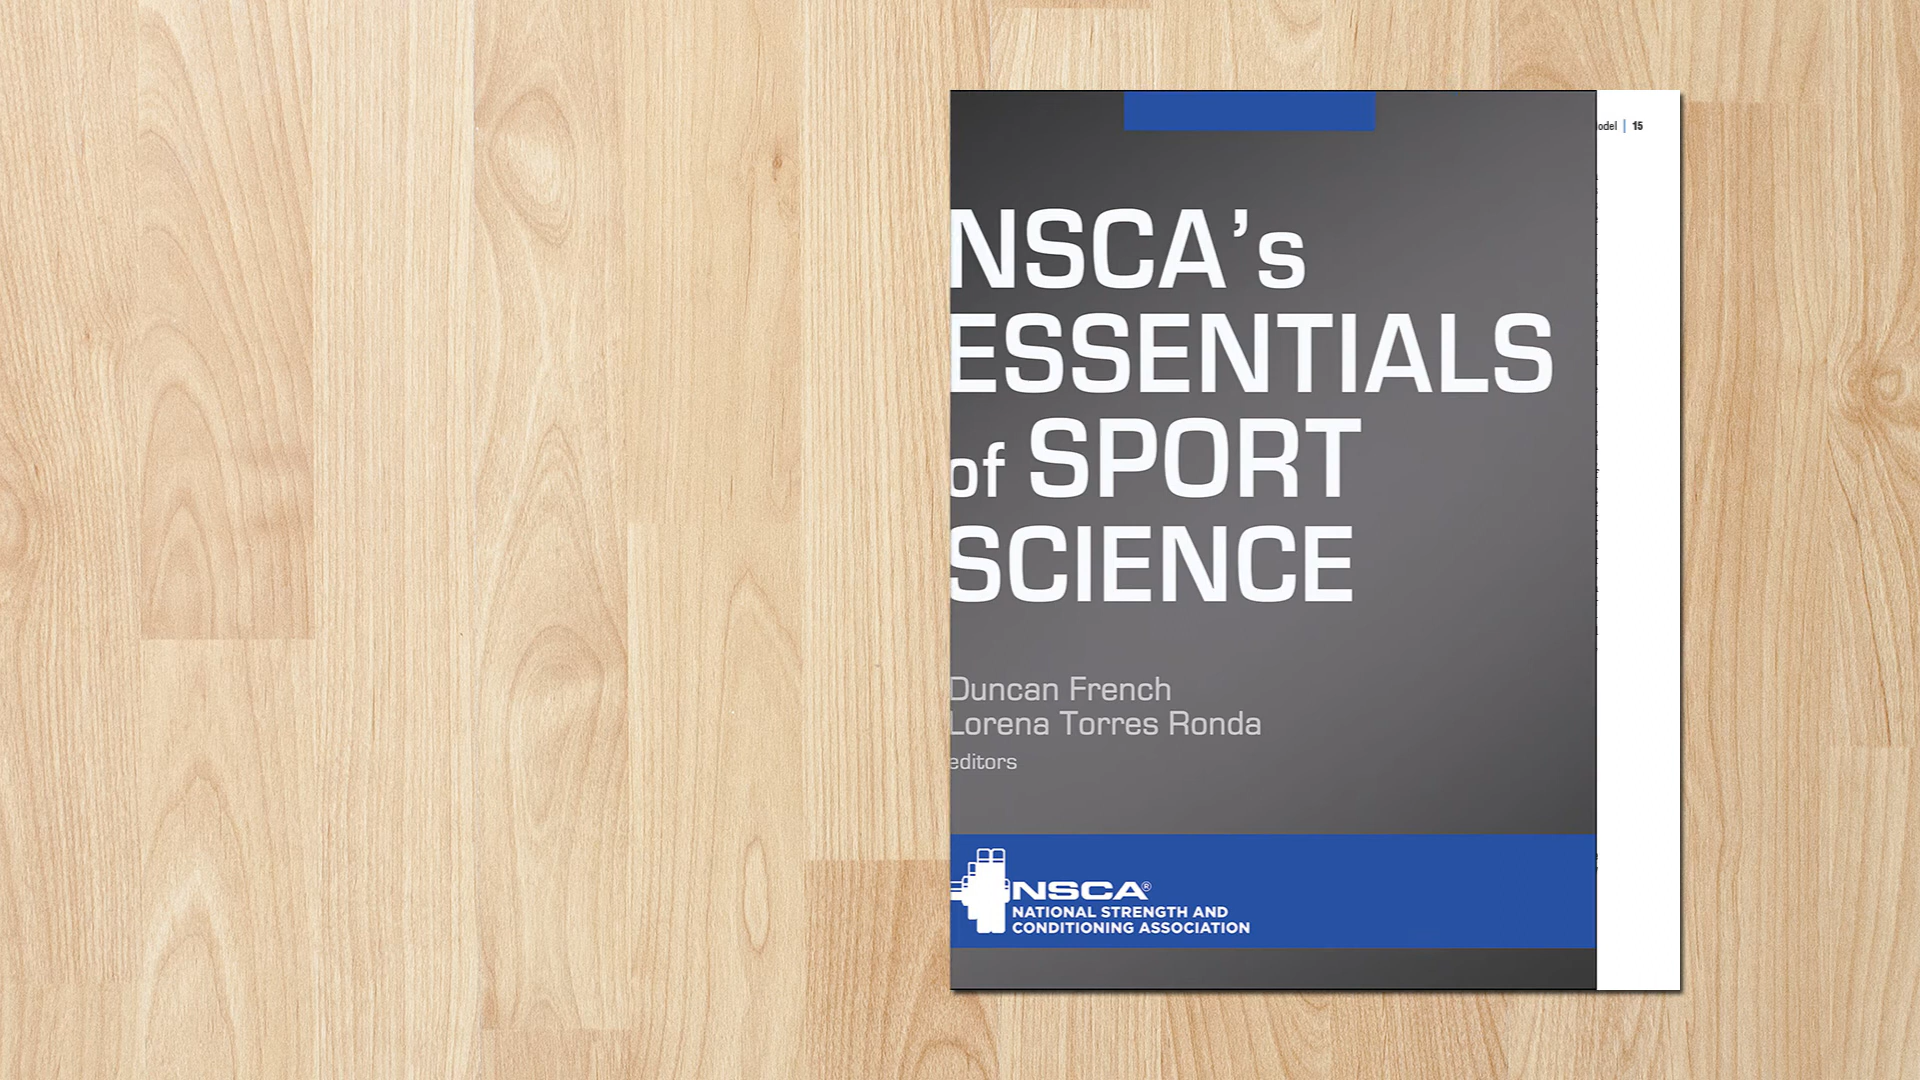 odel | 15
NSCA's
ESSENTIALS
of SPORT
SCIENCE
Duncan French
Lorena Torres Ronda
editors
NSCA®
NATIONAL STRENGTH AND
CONDITIONING ASSOCIATION